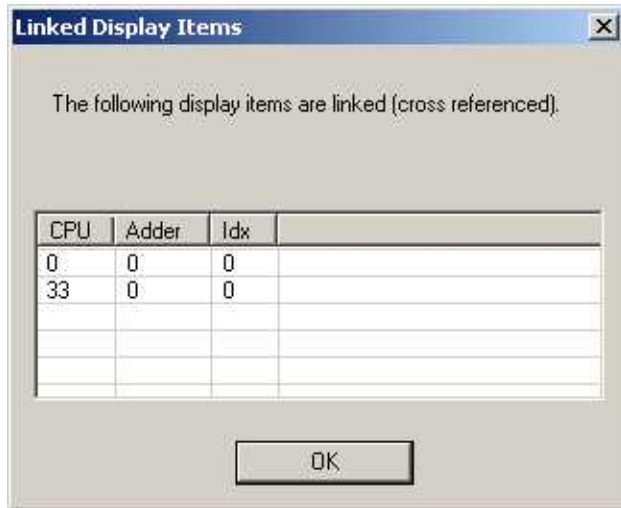 Linked Display Items
The following display items are linked (cross referenced).
CPU Adder Idx
0 0 0
33 0 0
OK